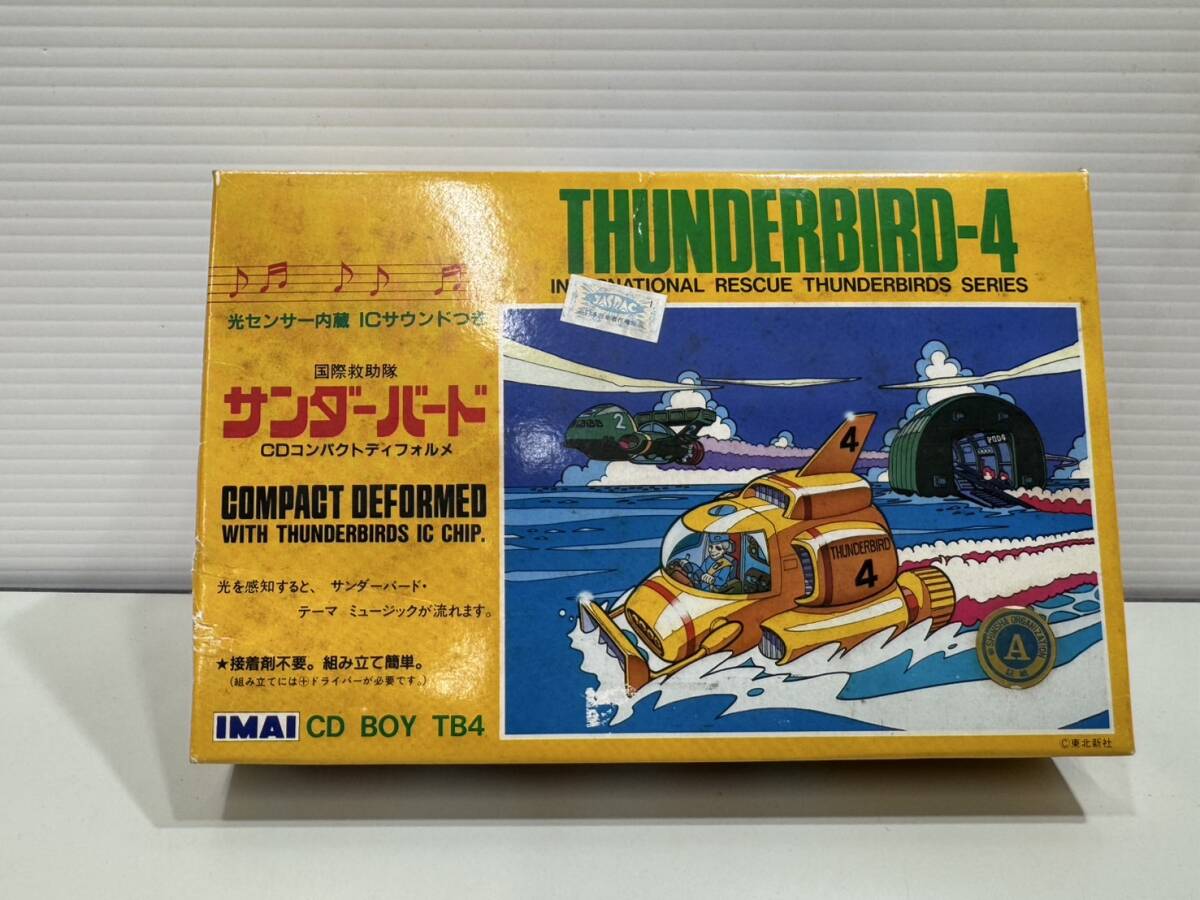 THUNDERBIRD-4
INTERNATIONAL RESCUE THUNDERBIRDS SERIES
JASRAC
光センサー内蔵 ICサウンドつき
国際救助隊
サンダーバード
CDコンパクトディフォルメ
COMPACT DEFORMED
WITH THUNDERBIRDS IC CHIP.
光を感知すると、サンダーバード・
テーマ ミュージックが流れます。
★接着剤不要。組み立て簡単。
(組み立てには⊕ドライバーが必要です。)
IMAI CD BOY TB4
2
4
POD4
THUNDERBIRD
4
SHINSHA ORGANIZATION
A
証紙
©東北新社